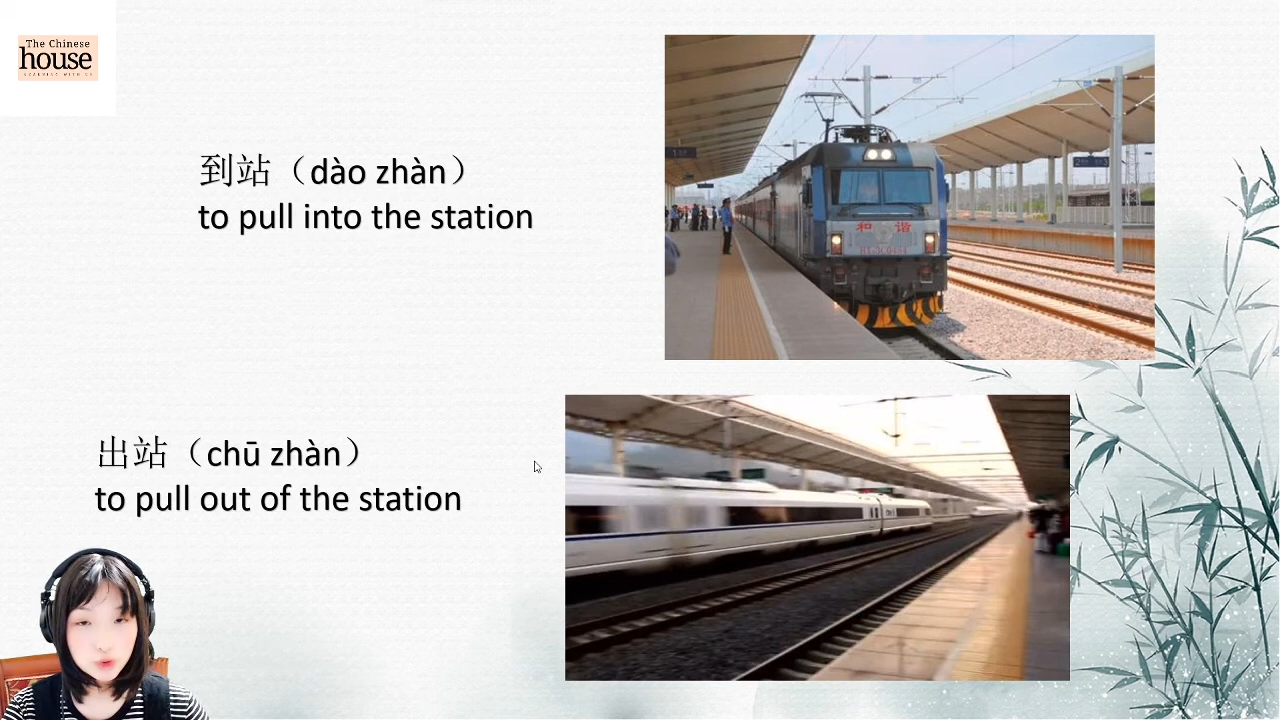 The Chinese
house
到站（dào zhàn）
to pull into the station
和 谐
出站（chū zhàn）
to pull out of the station